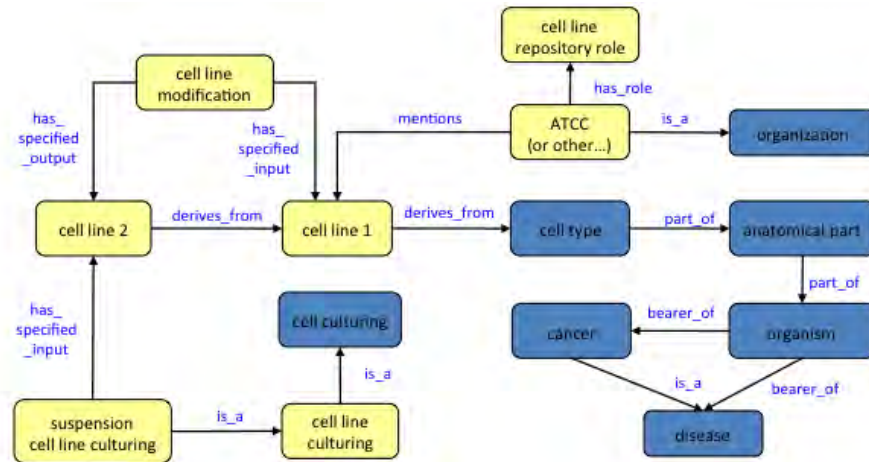 cell line
repository role
cell line
modification
has_role
has_
specified
_output
has_
specified
_input
mentions
ATCC
(or other...)
is_a
organization
cell line 2
derives_from
cell line 1
derives_from
cell type
part_of
anatomical part
part_of
has_
specified
_input
cell culturing
bearer_of
cancer
organism
is_a
is_a
bearer_of
suspension
cell line culturing
is_a
cell line
culturing
disease